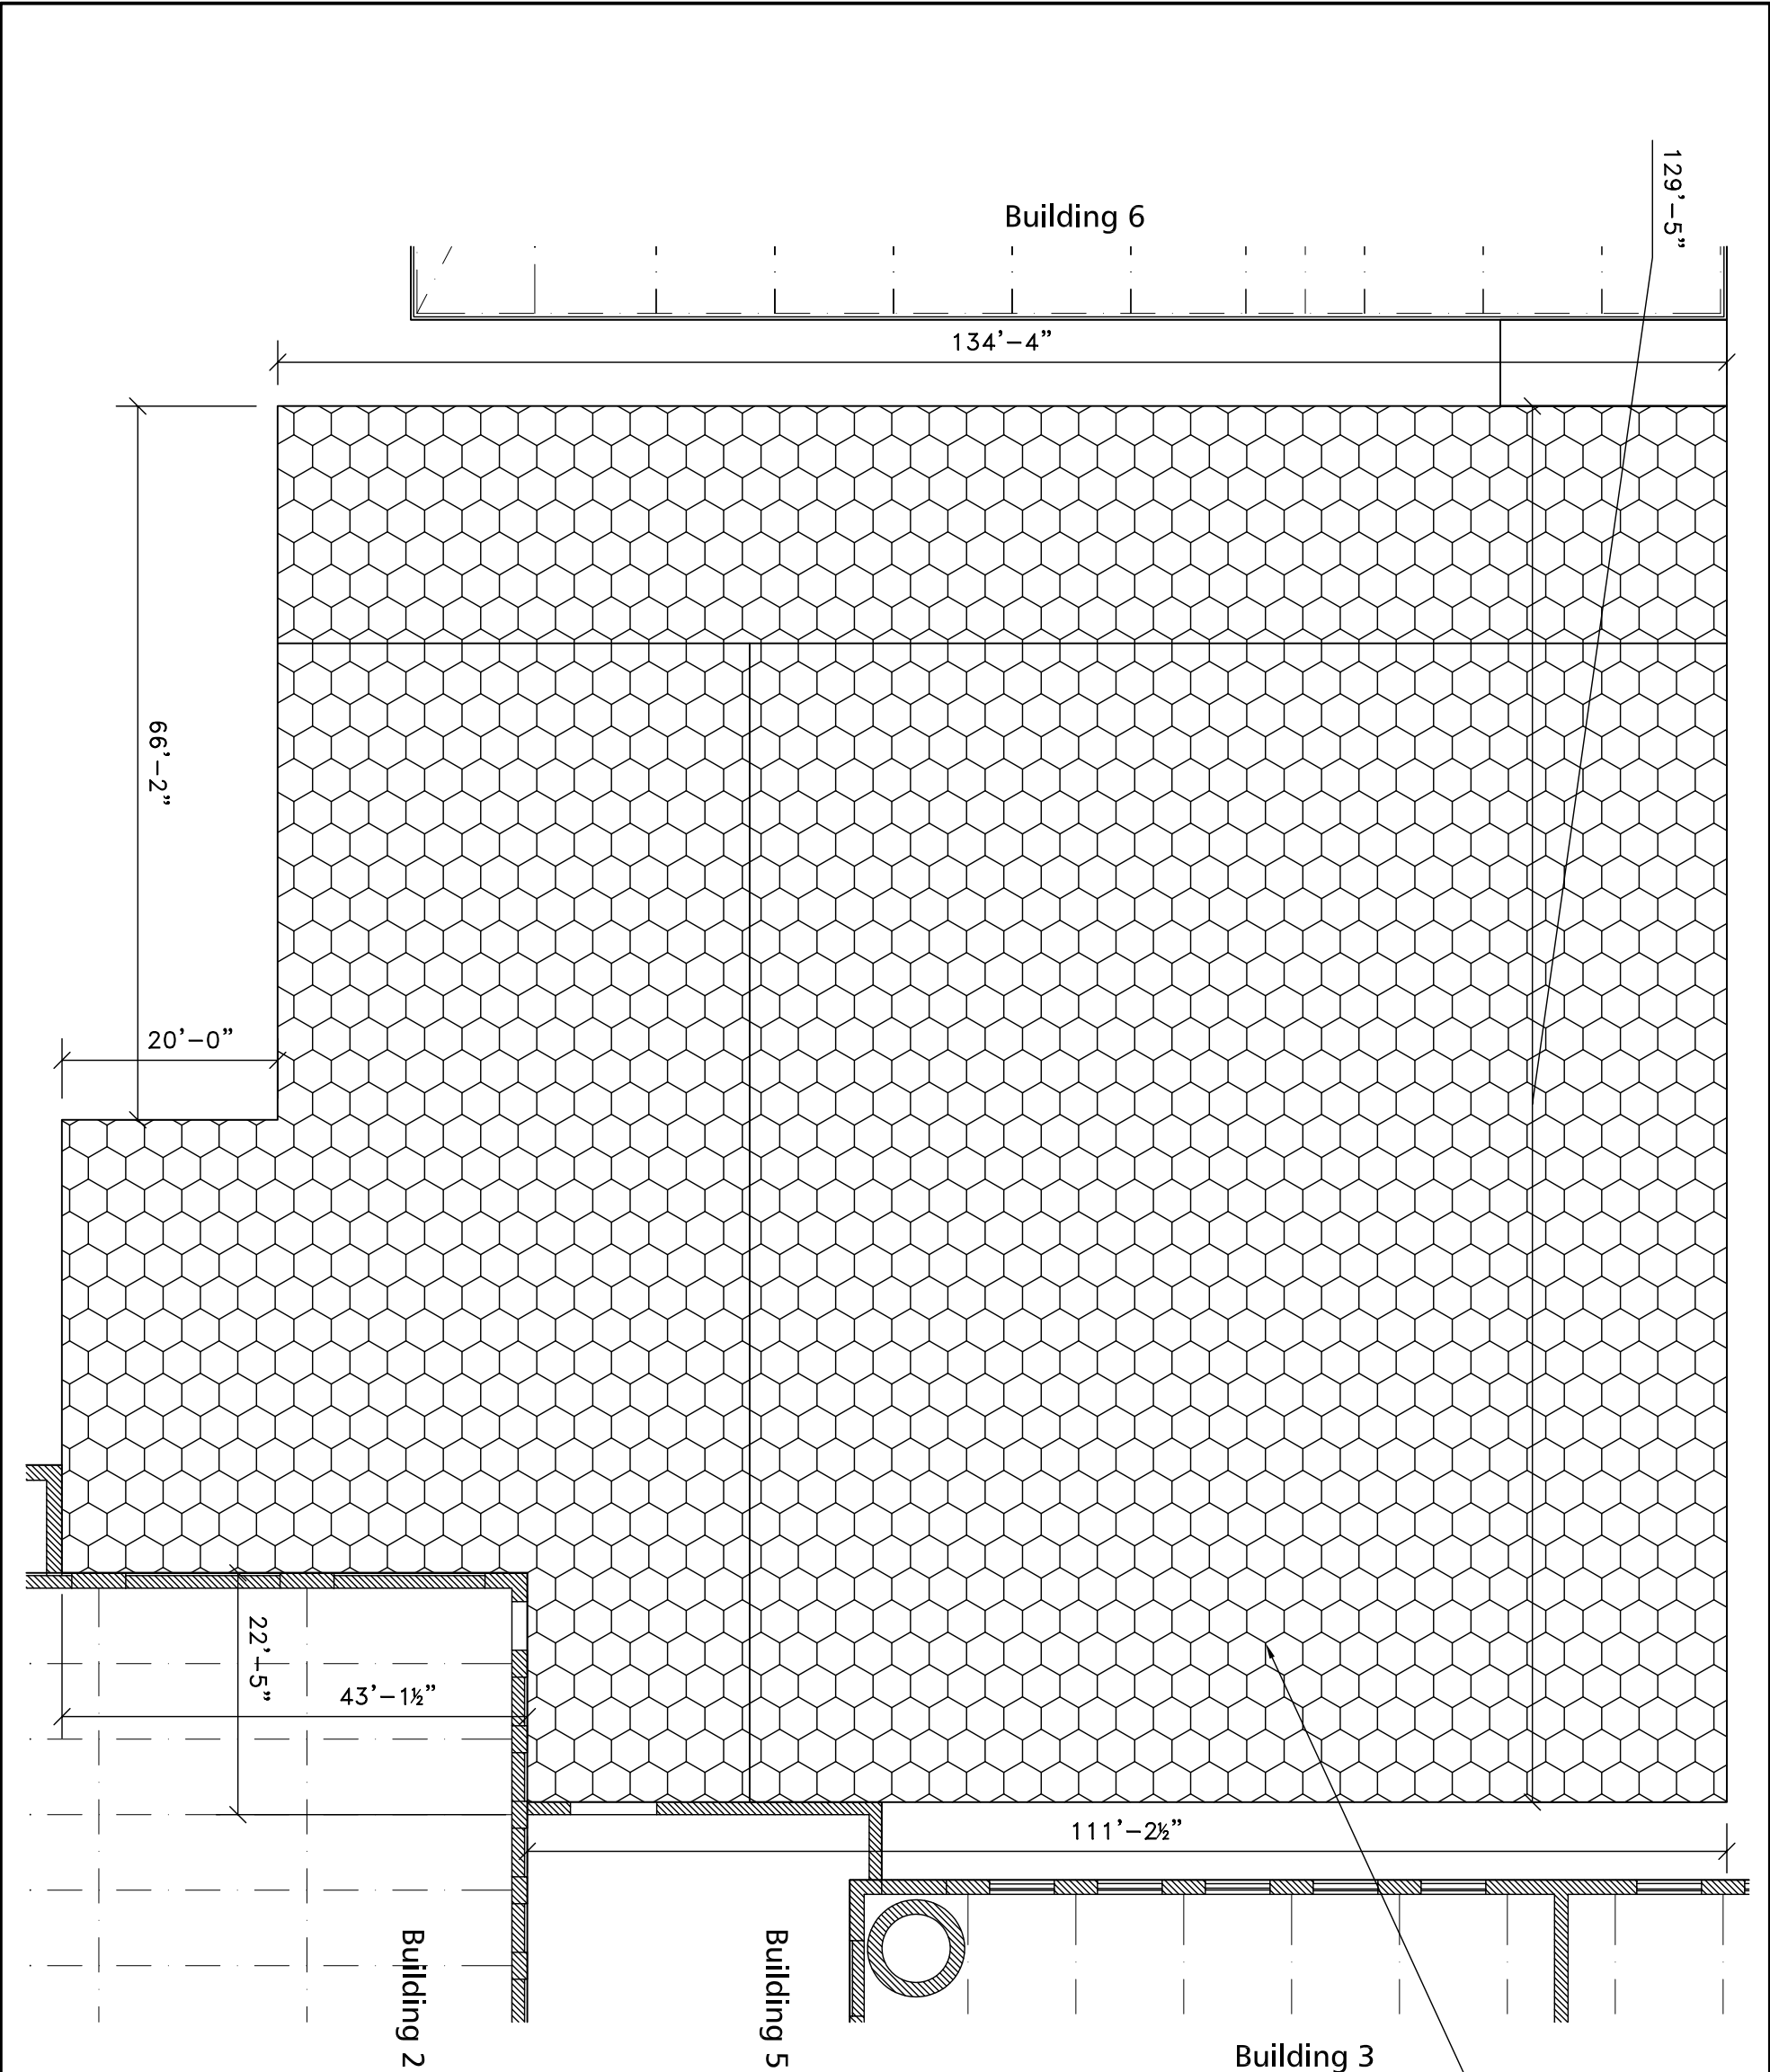 129'-5"
Building 6
134'-4"
66'-2"
20'-0"
22'-5"
43'-1½"
111'-2½"
Building 2
Building 5
Building 3